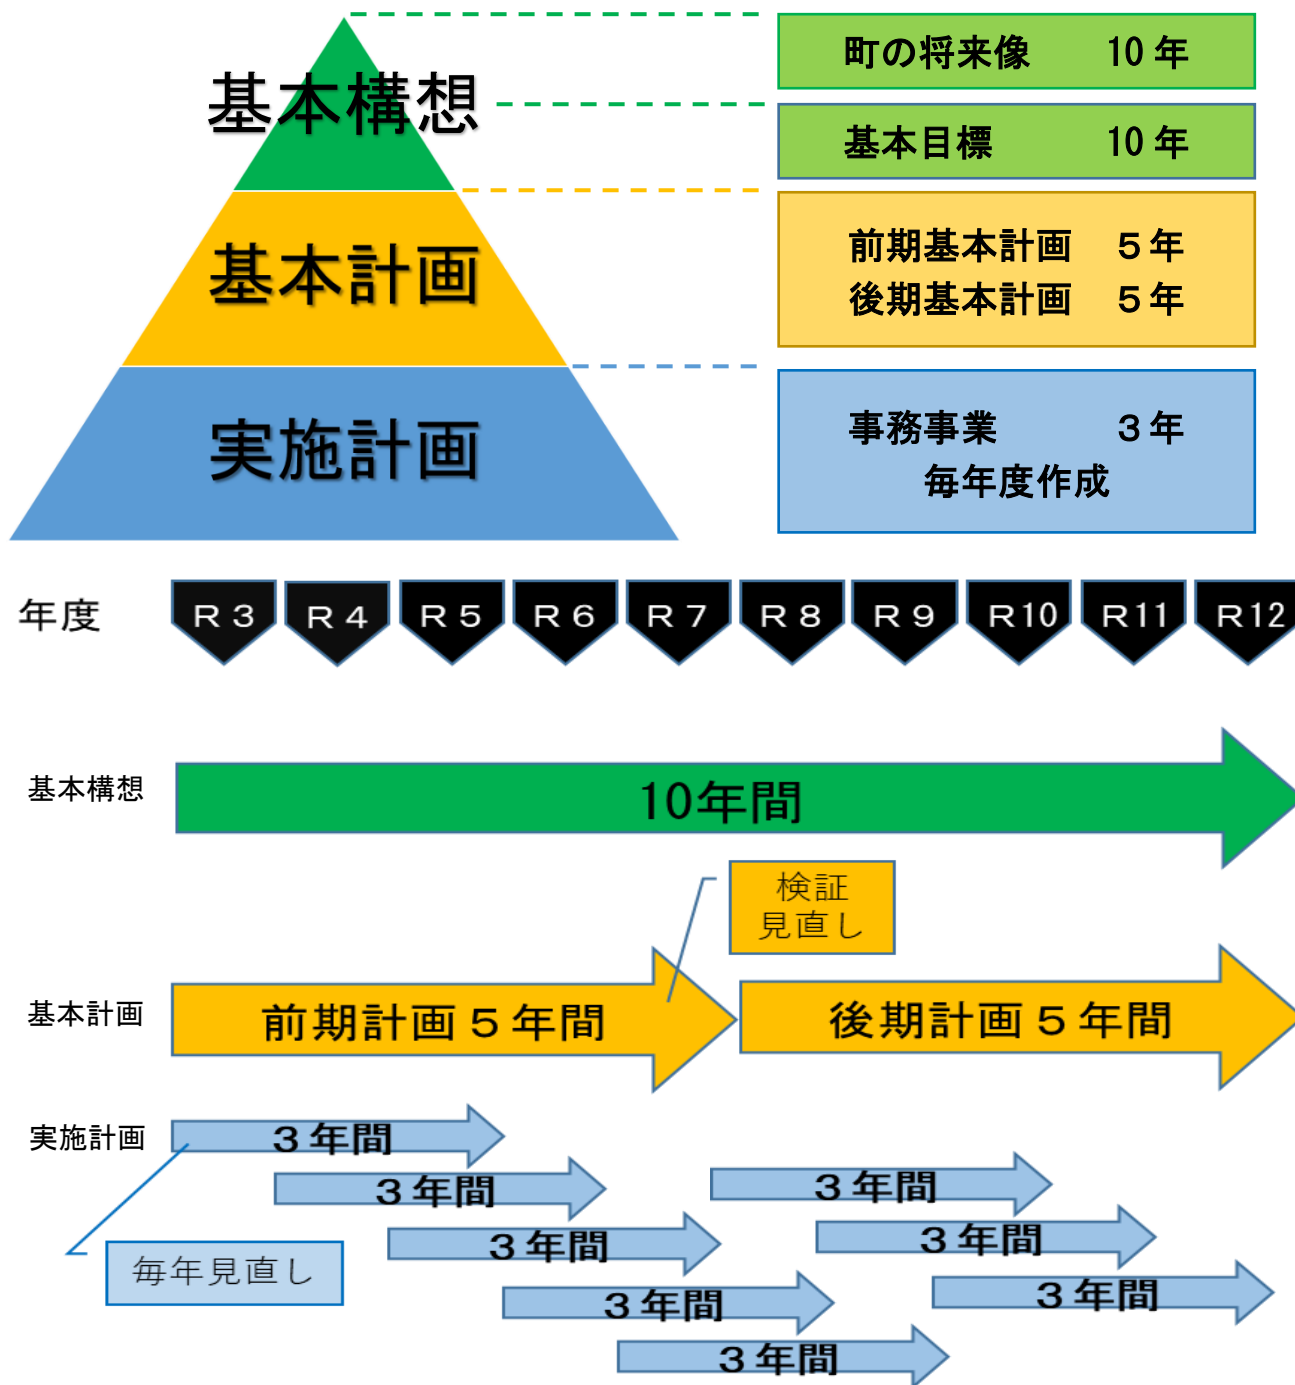 基本構想
基本計画
実施計画
町の将来像 10年
基本目標 10年
前期基本計画 5年
後期基本計画 5年
事務事業 3年
毎年度作成
年度 R3 R4 R5 R6 R7 R8 R9 R10 R11 R12
基本構想
10年間
検証
見直し
基本計画
前期計画5年間
後期計画5年間
実施計画
3年間
3年間
3年間
3年間
3年間
3年間
3年間
3年間
毎年見直し